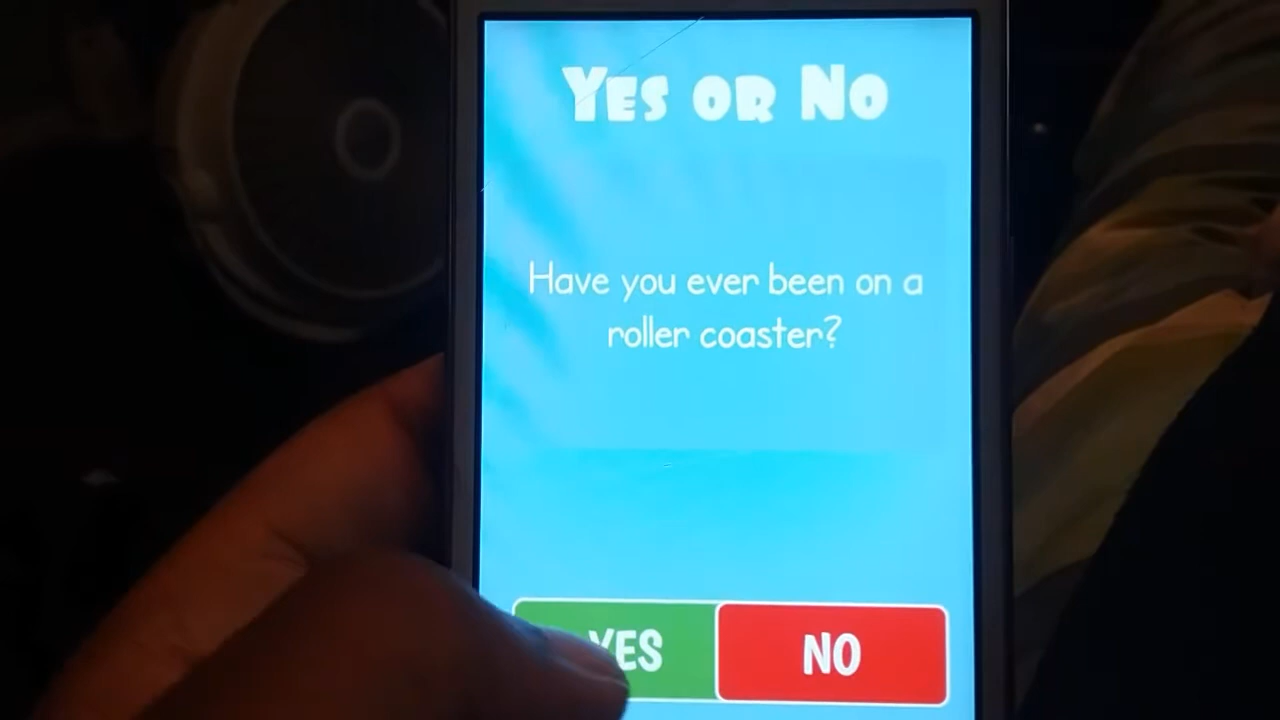 YES OR NO
Have you ever been on a
roller coaster?
YES
NO